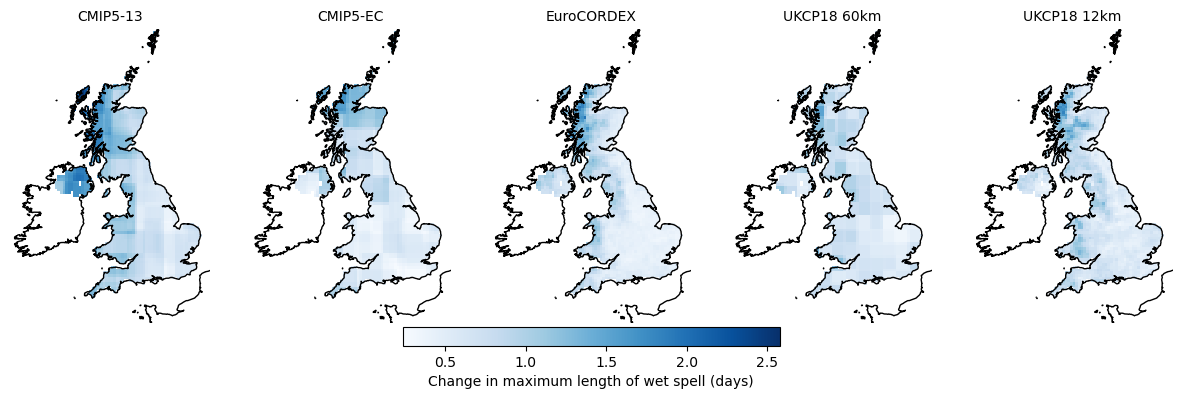 CMIP5-13 CMIP5-EC EuroCORDEX UKCP18 60km UKCP18 12km
0.5 1.0 1.5 2.0 2.5
Change in maximum length of wet spell (days)